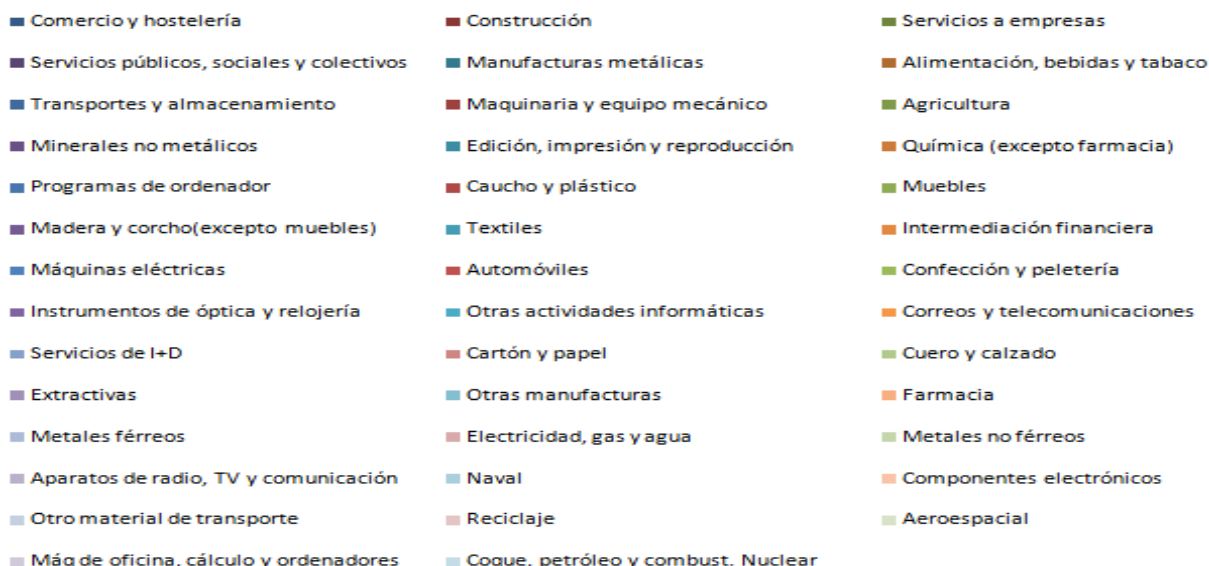 Comercio y hostelería Construcción Servicios a empresas
Servicios públicos, sociales y colectivos Manufacturas metálicas Alimentación, bebidas y tabaco
Transportes y almacenamiento Maquinaria y equipo mecánico Agricultura
Minerales no metálicos Edición, impresión y reproducción Química (excepto farmacia)
Programas de ordenador Caucho y plástico Muebles
Madera y corcho(excepto muebles) Textiles Intermediación financiera
Máquinas eléctricas Automóviles Confección y peletería
Instrumentos de óptica y relojería Otras actividades informáticas Correos y telecomunicaciones
Servicios de I+D Cartón y papel Cuero y calzado
Extractivas Otras manufacturas Farmacia
Metales férreos Electricidad, gas y agua Metales no férreos
Aparatos de radio, TV y comunicación Naval Componentes electrónicos
Otro material de transporte Reciclaje Aeroespacial
Máq de oficina, cálculo y ordenadores Coque, petróleo y combust. Nuclear